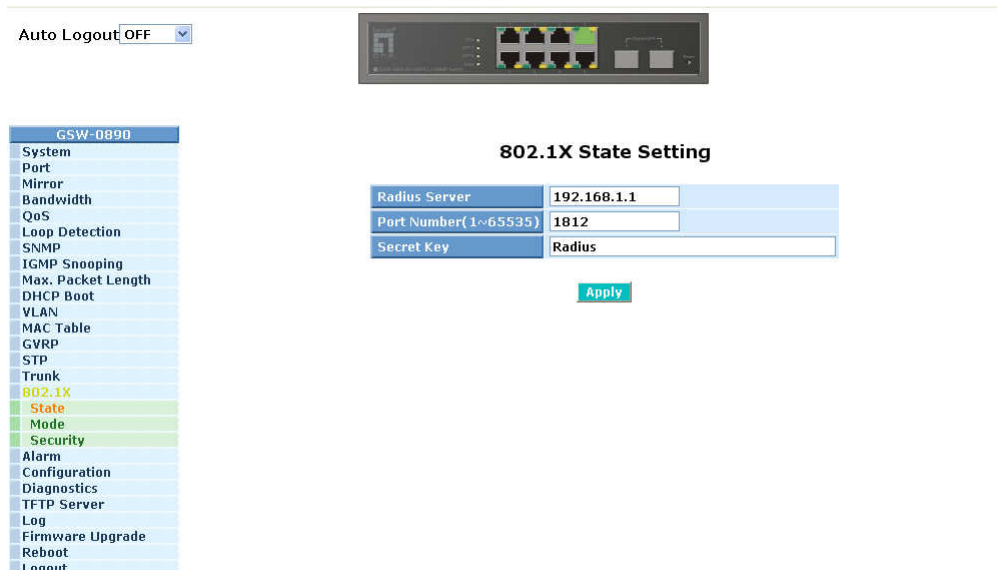 Auto Logout OFF
GSW-0890
System
Port
Mirror
Bandwidth
QoS
Loop Detection
SNMP
IGMP Snooping
Max. Packet Length
DHCP Boot
VLAN
MAC Table
GVRP
STP
Trunk
802.1X
State
Mode
Security
Alarm
Configuration
Diagnostics
TFTP Server
Log
Firmware Upgrade
Reboot
Logout
802.1X State Setting
Radius Server 192.168.1.1
Port Number(1~65535) 1812
Secret Key Radius
Apply